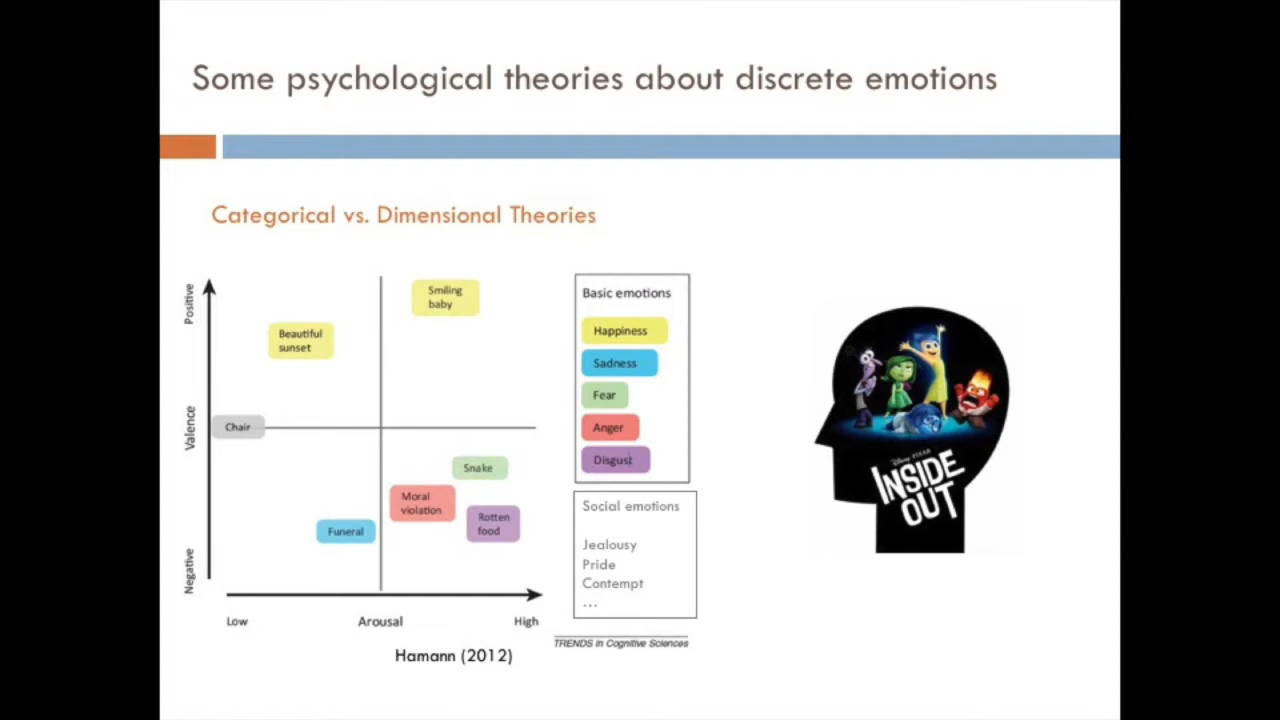 Some psychological theories about discrete emotions
Categorical vs. Dimensional Theories
Positive
Valence
Negative
Smiling
baby
Beautiful
sunset
Chair
Snake
Moral
violation
Rotten
food
Funeral
Low
Arousal
High
Hamann (2012)
Basic emotions
Happiness
Sadness
Fear
Anger
Disgust
Social emotions
Jealousy
Pride
Contempt
...
TRENDS in Cognitive Sciences
Disney PIXAR
INSIDE
OUT